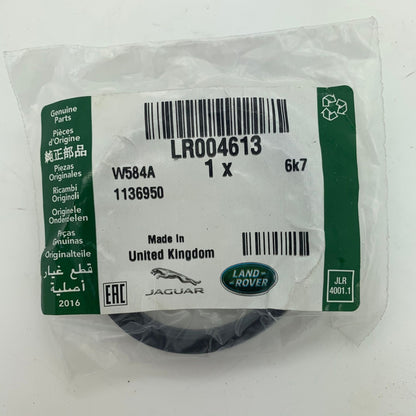 Genuine
Parts
Pièces
d'Origine
純正部品
Piezas
Originales
Ricambi
Originali
Originele
Onderdelen
Peças
Genuinas
Originalteile
قطع غيار
أصلية
2016
LR004613
W584A
1 x
6k7
1136950
Made in
United Kingdom
EAC
JAGUAR
LAND
ROVER
JLR
4001.1